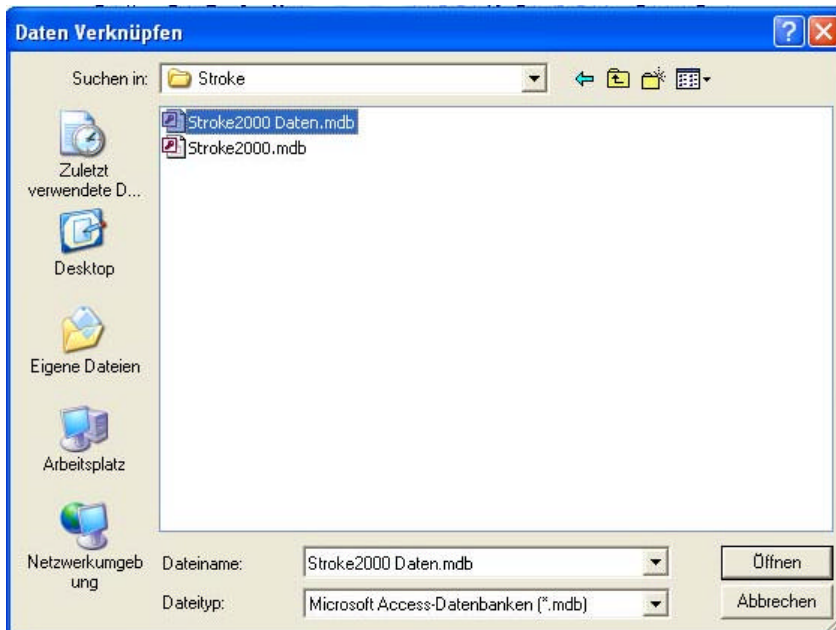 Daten Verknüpfen
Suchen in: Stroke
Stroke2000 Daten.mdb
Stroke2000.mdb
Zuletzt
verwendete D...
Desktop
Eigene Dateien
Arbeitsplatz
Netzwerkumgeb
ung
Dateiname: Stroke2000 Daten.mdb Öffnen
Dateityp: Microsoft Access-Datenbanken (*.mdb) Abbrechen